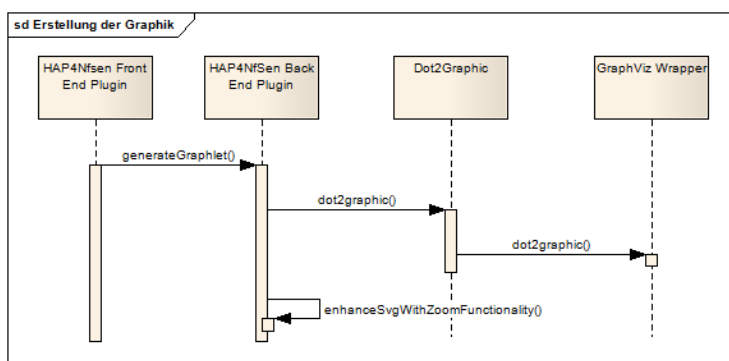 sd Erstellung der Graphik
HAP4Nfsen Front
End Plugin
HAP4NfSen Back
End Plugin
Dot2Graphic
GraphViz Wrapper
generateGraphlet()
dot2graphic()
dot2graphic()
enhanceSvgWithZoomFunctionality()